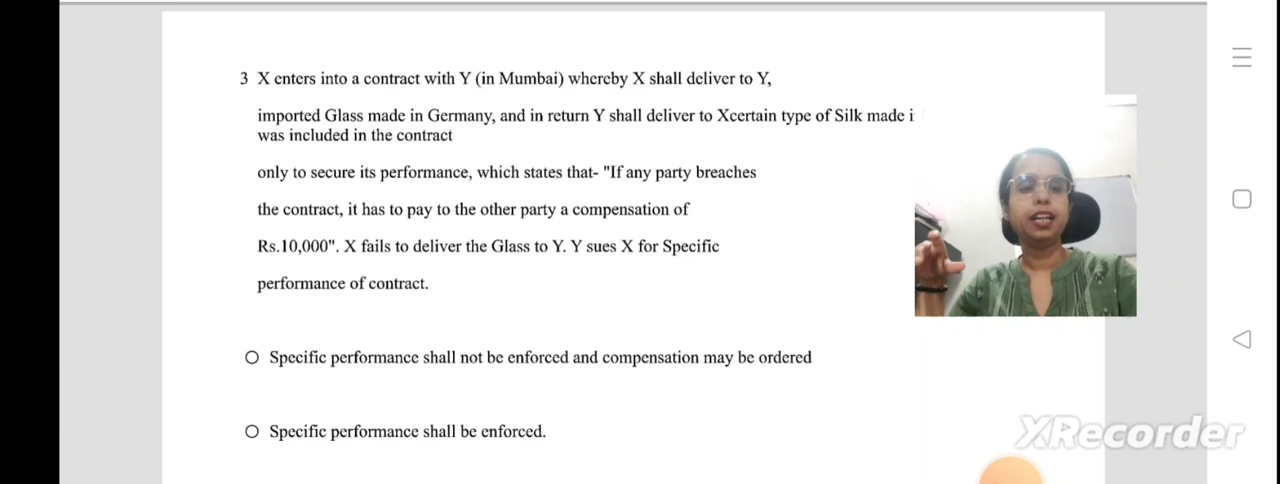 3 X enters into a contract with Y (in Mumbai) whereby X shall deliver to Y,
imported Glass made in Germany, and in return Y shall deliver to Xcertain type of Silk made i
was included in the contract
only to secure its performance, which states that- "If any party breaches
the contract, it has to pay to the other party a compensation of
Rs.10,000". X fails to deliver the Glass to Y. Y sues X for Specific
performance of contract.
Specific performance shall not be enforced and compensation may be ordered
Specific performance shall be enforced.
XRecorder